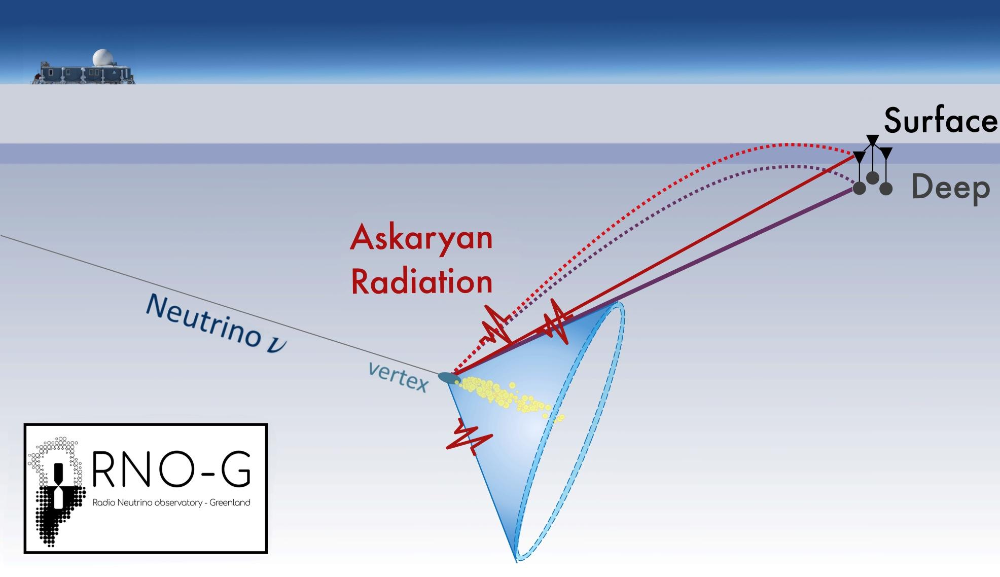 Surface
Deep
Askaryan
Radiation
Neutrino ν
vertex
RNO-G
Radio Neutrino observatory - Greenland